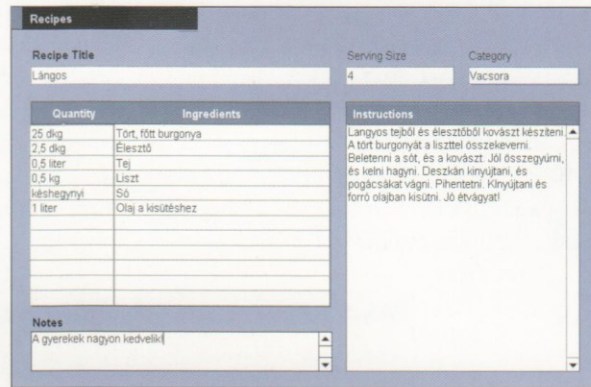 Recipes
Recipe Title
Lángos
Serving Size
4
Category
Vacsora
Quantity Ingredients
25 dkg Tört, főtt burgonya
2,5 dkg Élesztő
0,5 liter Tej
0,5 kg Liszt
késhegynyi Só
1 liter Olaj a kisütéshez
Notes
A gyerekek nagyon kedvelik!
Instructions
Langyos tejből és élesztőből kovászt készíteni.
A tört burgonyát a liszttel összekeverni.
Beletenni a sót, és a kovászt. Jól összegyúrni,
és kelni hagyni. Deszkán kinyújtani, és
pogácsákat vágni. Pihentetni. Kinyújtani és
forró olajban kisütni. Jó étvágyat!